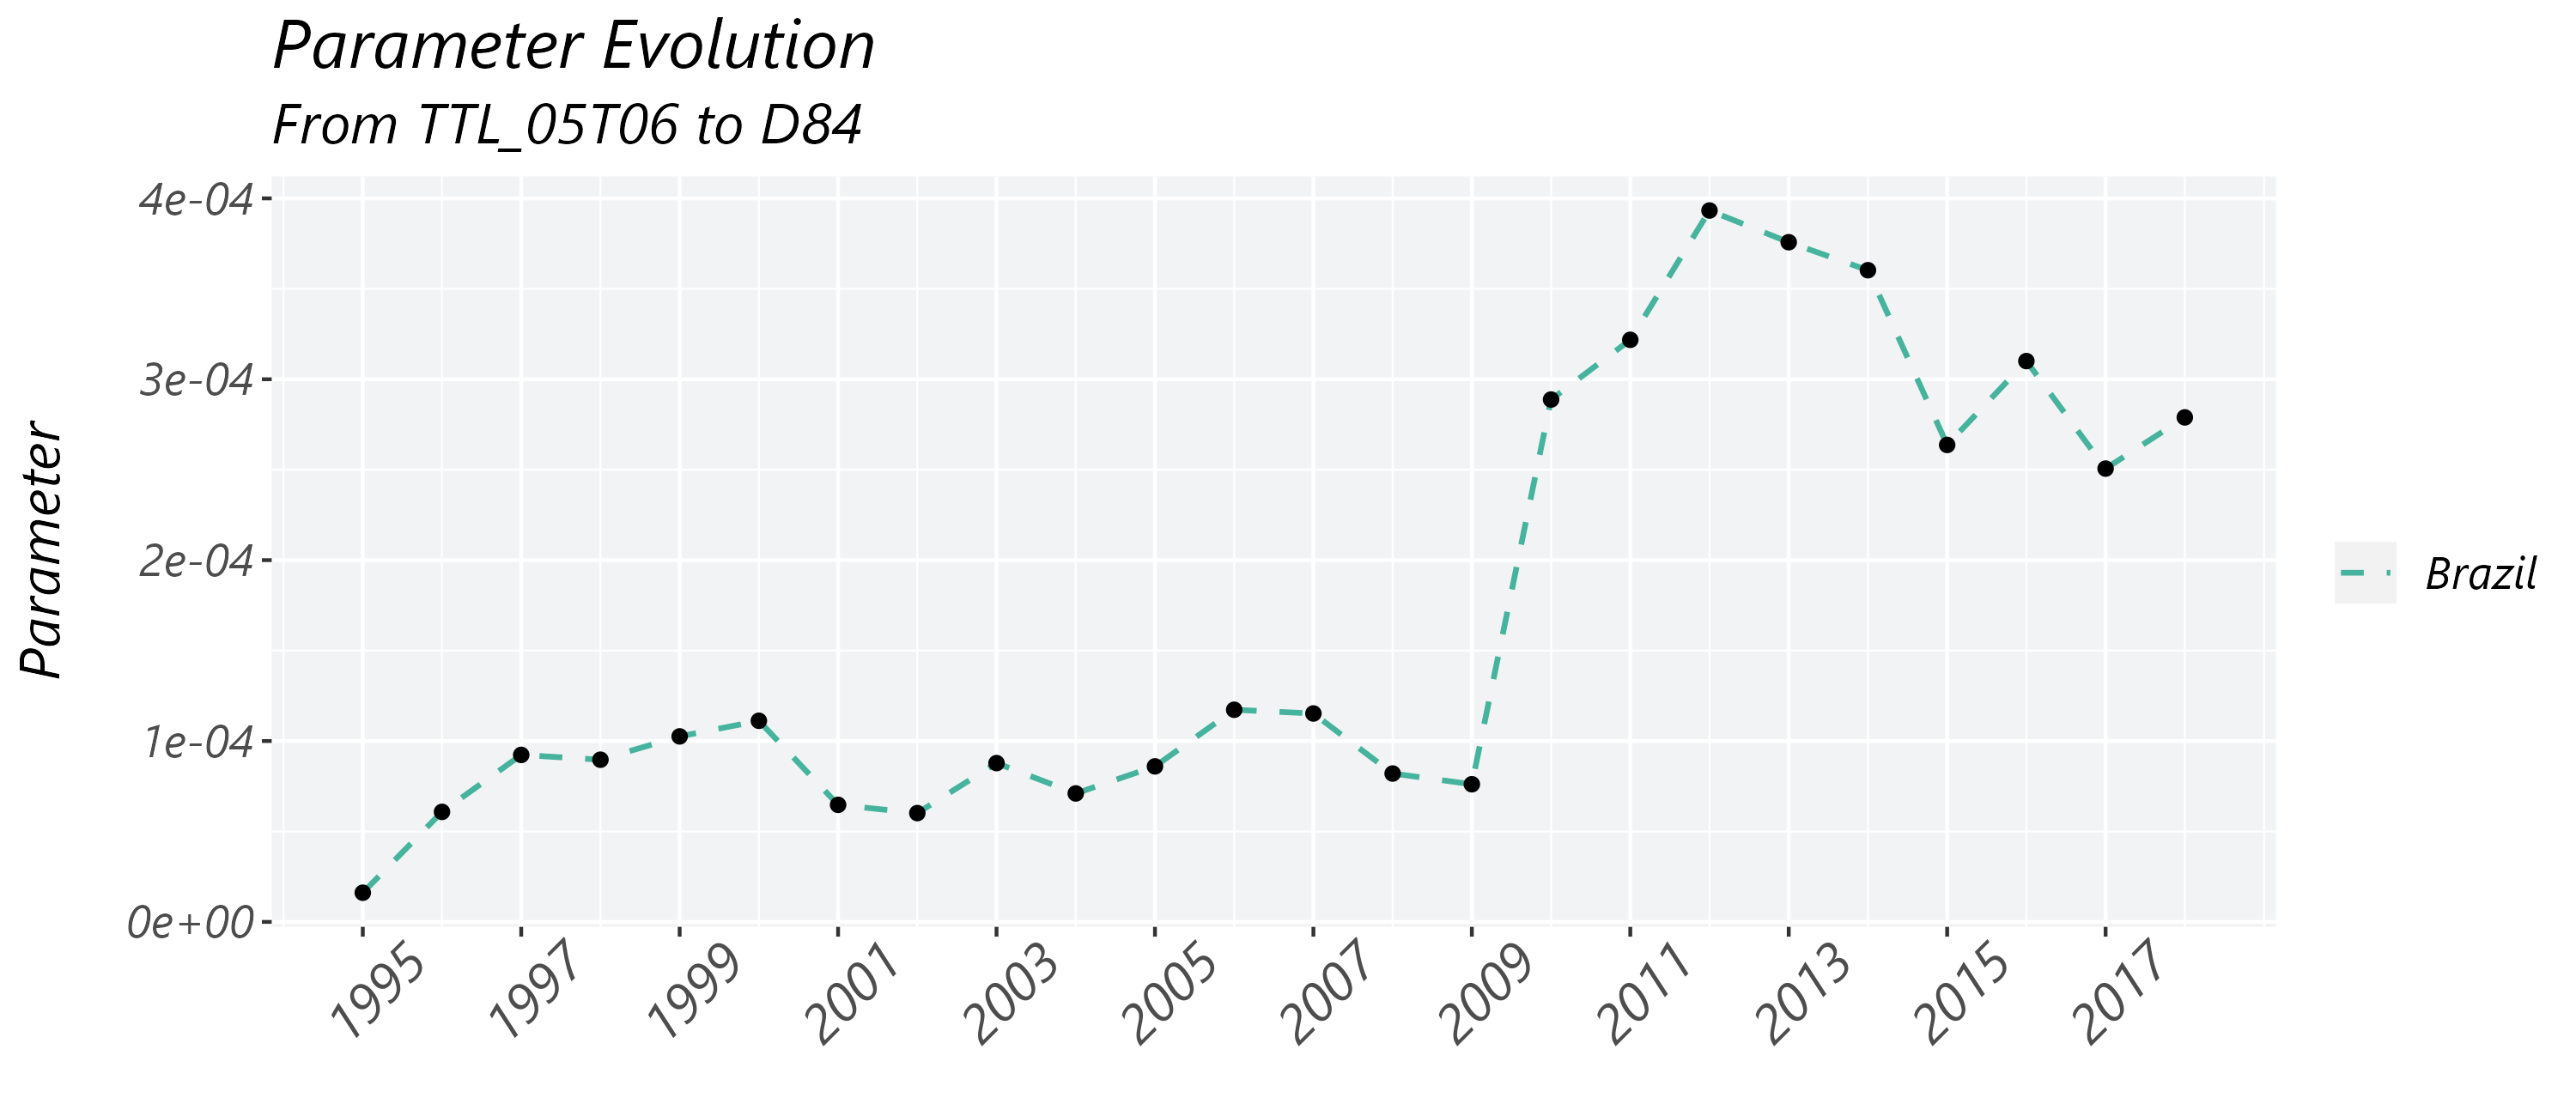 Parameter Evolution
From TTL_05T06 to D84
Parameter
4e-04
3e-04
2e-04
1e-04
0e+00
1995
1997
1999
2001
2003
2005
2007
2009
2011
2013
2015
2017
Brazil